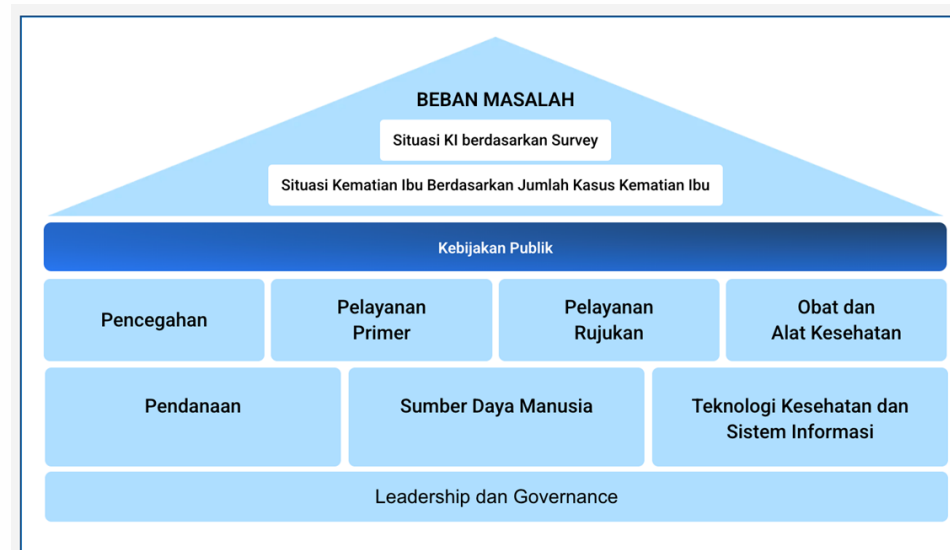 BEBAN MASALAH
Situasi KI berdasarkan Survey
Situasi Kematian Ibu Berdasarkan Jumlah Kasus Kematian Ibu
Kebijakan Publik
Pencegahan
Pelayanan
Primer
Pelayanan
Rujukan
Obat dan
Alat Kesehatan
Pendanaan
Sumber Daya Manusia
Teknologi Kesehatan dan
Sistem Informasi
Leadership dan Governance